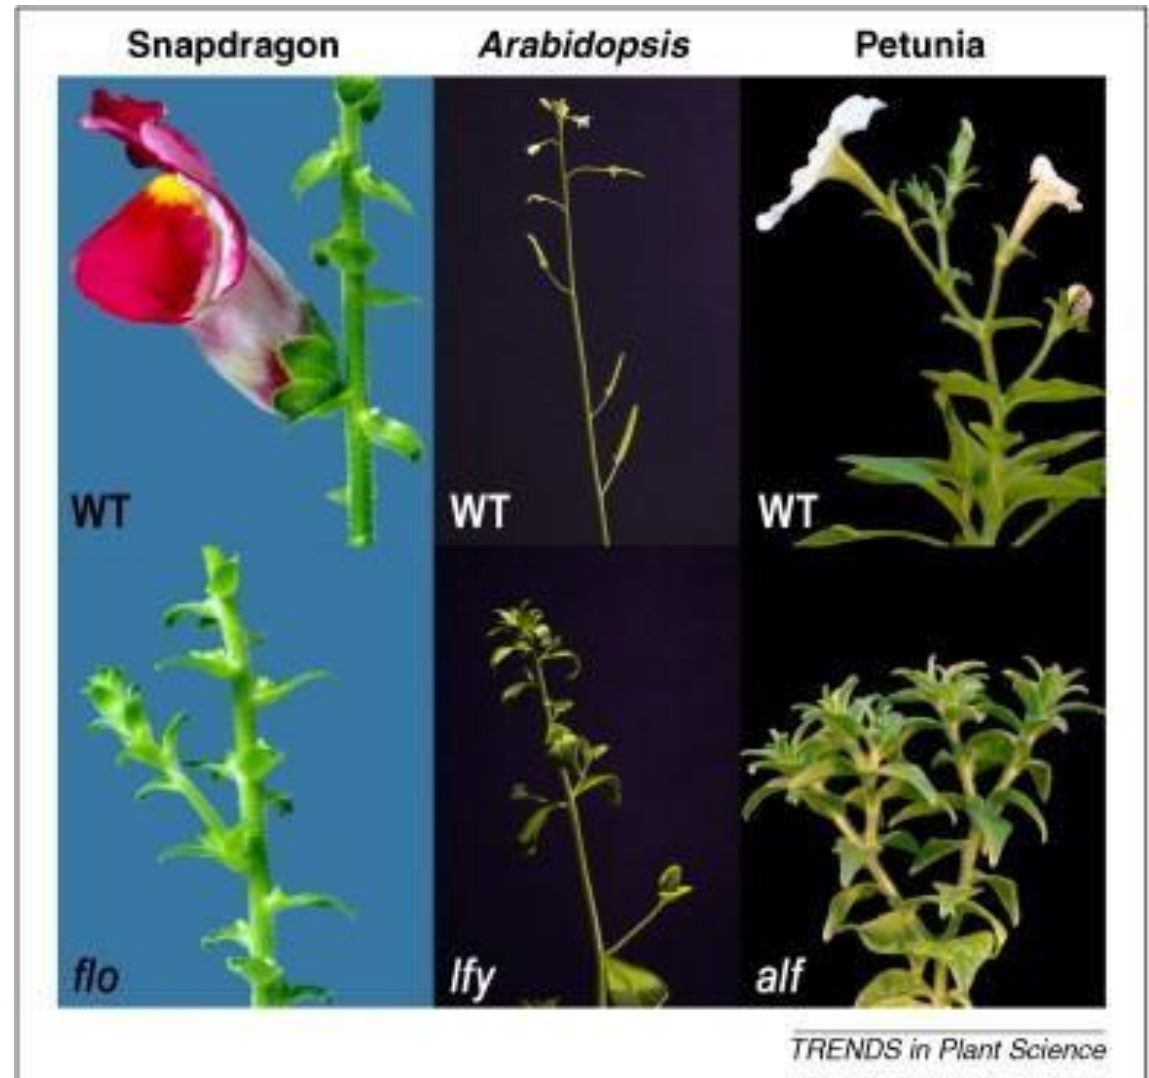 Snapdragon Arabidopsis Petunia
WT WT WT
flo lfy alf
TRENDS in Plant Science